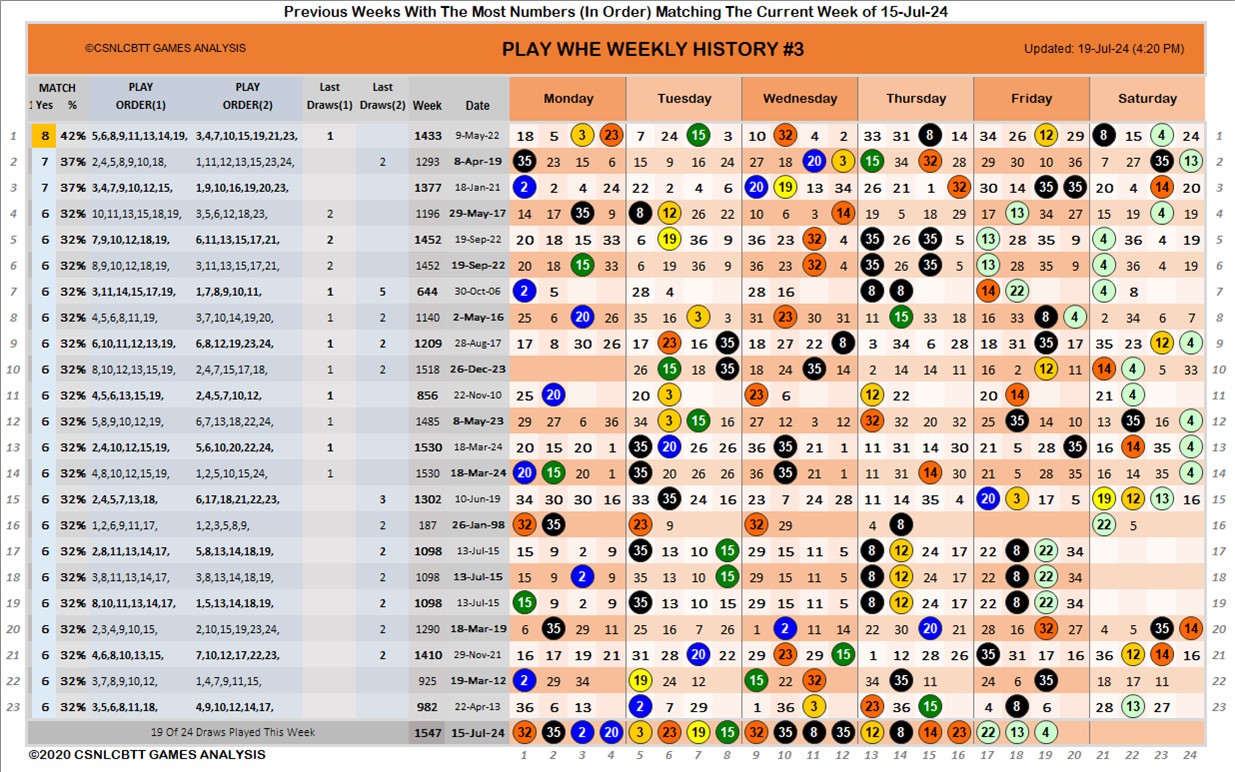 Previous Weeks With The Most Numbers (In Order) Matching The Current Week of 15-Jul-24
©CSNLCBTT GAMES ANALYSIS PLAY WHE WEEKLY HISTORY #3 Updated: 19-Jul-24 (4:20 PM)
MATCH PLAY PLAY Last Last
1 Yes % ORDER(1) ORDER(2) Draws(1) Draws(2) Week Date Monday Tuesday Wednesday Thursday Friday Saturday
1 8 42% 5,6,8,9,11,13,14,19, 3,4,7,10,15,19,21,23, 1 1433 9-May-22 18 5 3 23 7 24 15 3 10 32 4 2 33 31 8 14 34 26 12 29 8 15 4 24 1
2 7 37% 2,4,5,8,9,10,18, 1,11,12,13,15,23,24, 2 1293 8-Apr-19 35 23 15 6 15 9 16 24 27 18 20 3 15 34 32 28 29 30 10 36 7 27 35 13 2
3 7 37% 3,4,7,9,10,12,15, 1,9,10,16,19,20,23, 1377 18-Jan-21 2 2 4 24 22 2 4 6 20 19 13 34 26 21 1 32 30 14 35 35 20 4 14 20 3
4 6 32% 10,11,13,15,18,19, 3,5,6,12,18,23, 2 1196 29-May-17 14 17 35 9 8 12 26 22 10 6 3 14 19 5 18 29 17 13 34 27 15 19 4 19 4
5 6 32% 7,9,10,12,18,19, 6,11,13,15,17,21, 2 1452 19-Sep-22 20 18 15 33 6 19 36 9 36 23 32 4 35 26 35 5 13 28 35 9 4 36 4 19 5
6 6 32% 8,9,10,12,18,19, 3,11,13,15,17,21, 2 1452 19-Sep-22 20 18 15 33 6 19 36 9 36 23 32 4 35 26 35 5 13 28 35 9 4 36 4 19 6
7 6 32% 3,11,14,15,17,19, 1,7,8,9,10,11, 1 5 644 30-Oct-06 2 5 28 4 28 16 8 8 14 22 4 8 7
8 6 32% 4,5,6,8,11,19, 3,7,10,14,19,20, 1 2 1140 2-May-16 25 6 20 26 35 16 3 3 31 23 30 31 11 15 33 18 16 33 8 4 2 34 6 7 8
9 6 32% 6,10,11,12,13,19, 6,8,12,19,23,24, 1 2 1209 28-Aug-17 17 8 30 26 17 23 16 35 18 27 22 8 3 34 6 28 18 31 35 17 35 23 12 4 9
10 6 32% 8,10,12,13,15,19, 2,4,7,15,17,18, 1 2 1518 26-Dec-23 26 15 18 35 18 24 35 14 2 14 14 11 16 2 12 11 14 4 5 33 10
11 6 32% 4,5,6,13,15,19, 2,4,5,7,10,12, 1 856 22-Nov-10 25 20 20 3 23 6 12 22 20 14 21 4 11
12 6 32% 5,8,9,10,12,19, 6,7,13,18,22,24, 1 1485 8-May-23 29 27 6 36 34 3 15 16 27 12 3 12 32 32 20 32 18 35 14 10 13 35 16 4 12
13 6 32% 2,4,10,12,15,19, 5,6,10,20,22,24, 1 1530 18-Mar-24 20 15 20 1 35 20 26 26 36 35 21 1 11 31 14 30 21 5 28 35 26 14 35 4 13
14 6 32% 4,8,10,12,15,19, 1,2,5,10,15,24, 1 1530 18-Mar-24 20 15 20 1 35 20 26 26 36 35 21 1 11 31 14 30 21 5 28 35 16 14 35 4 14
15 6 32% 2,4,5,7,13,18, 6,17,18,21,22,23, 3 1302 10-Jun-19 34 30 30 16 33 35 24 16 23 7 24 28 11 14 35 4 20 3 17 5 19 12 13 16 15
16 6 32% 1,2,6,9,11,17, 1,2,3,5,8,9, 2 187 26-Jan-98 32 35 23 9 32 29 4 8 22 5 16
17 6 32% 2,8,11,13,14,17, 5,8,13,14,18,19, 2 1098 13-Jul-15 15 9 2 9 35 13 10 15 29 15 11 5 8 12 24 17 22 8 22 34 17
18 6 32% 3,8,11,13,14,17, 3,8,13,14,18,19, 2 1098 13-Jul-15 15 9 2 9 35 13 10 15 29 15 11 5 8 12 24 17 22 8 22 34 18
19 6 32% 8,10,11,13,14,17, 1,5,13,14,18,19, 2 1098 13-Jul-15 15 9 2 9 35 13 10 15 29 15 11 5 8 12 24 17 22 8 22 34 19
20 6 32% 2,3,4,9,10,15, 2,10,15,19,23,24, 2 1290 18-Mar-19 6 35 29 11 25 16 7 26 1 2 11 14 22 30 20 21 28 16 32 27 4 5 35 14 20
21 6 32% 4,6,8,10,13,15, 7,10,12,17,22,23, 2 1410 29-Nov-21 16 17 19 21 31 28 20 22 29 23 29 15 1 12 28 26 35 31 17 16 36 12 14 16 21
22 6 32% 3,7,8,9,10,12, 1,4,7,9,11,15, 925 19-Mar-12 2 29 34 19 24 12 15 22 32 34 35 11 24 6 35 18 17 11 22
23 6 32% 3,5,6,8,11,18, 4,9,10,12,14,17, 982 22-Apr-13 36 6 13 2 7 29 1 36 3 23 36 15 4 8 6 28 13 27 23
19 Of 24 Draws Played This Week 1547 15-Jul-24 32 35 2 20 3 23 19 15 32 35 8 35 12 8 14 23 22 13 4
©2020 CSNLCBTT GAMES ANALYSIS 1 2 3 4 5 6 7 8 9 10 11 12 13 14 15 16 17 18 19 20 21 22 23 24